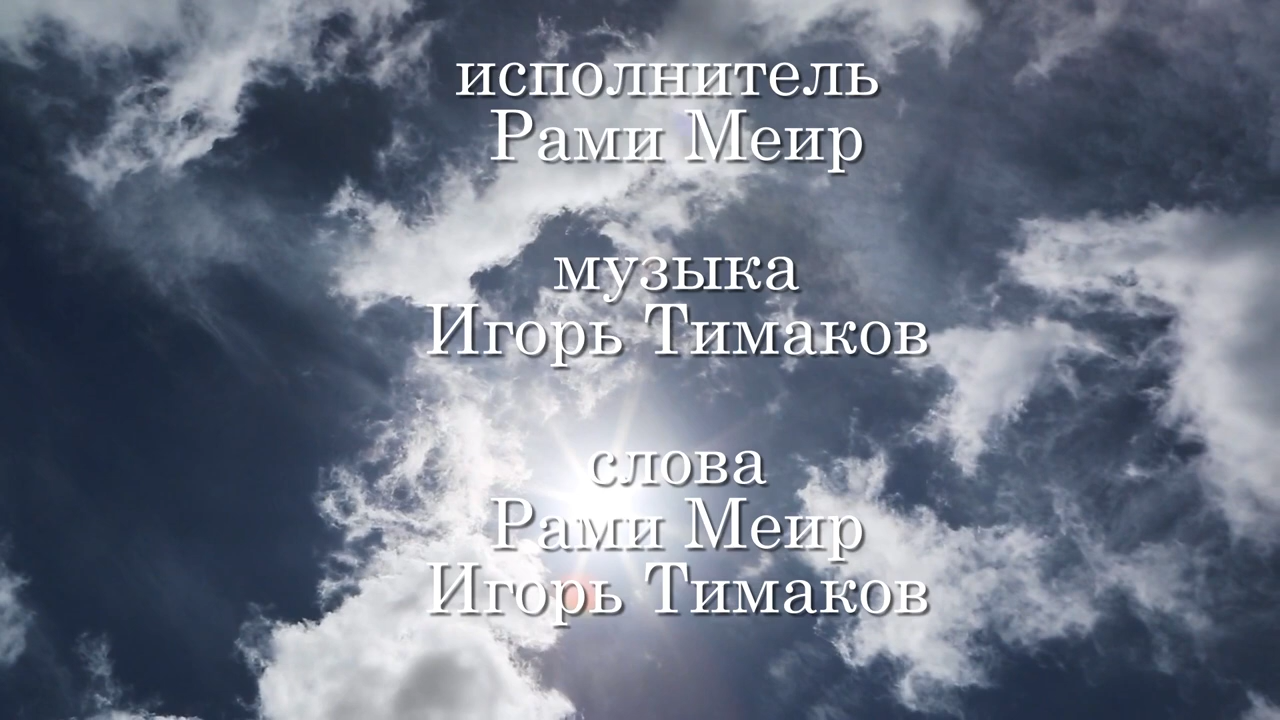 исполнитель
Рами Меир
музыка
Игорь Тимаков
слова
Рами Меир
Игорь Тимаков